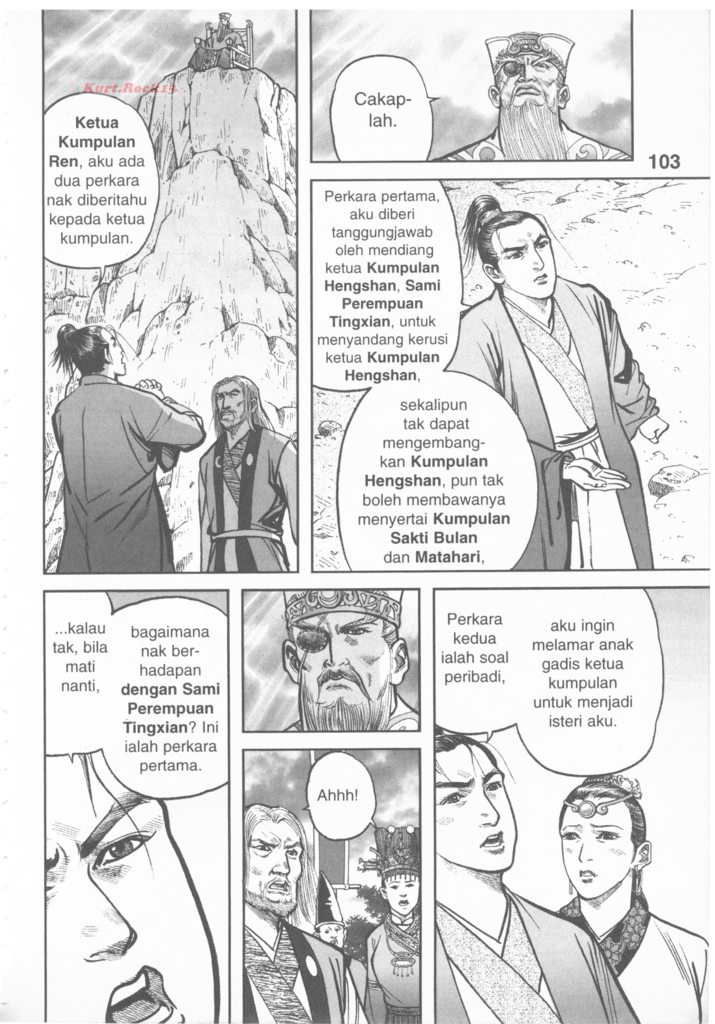 Kurt.Rock15
Ketua
Kumpulan
Ren, aku ada
dua perkara
nak diberitahu
kepada ketua
kumpulan.
Cakap-
lah.
103
Perkara pertama,
aku diberi
tanggungjawab
oleh mendiang
ketua Kumpulan
Hengshan, Sami
Perempuan
Tingxian, untuk
menyandang kerusi
ketua Kumpulan
Hengshan,
sekalipun
tak dapat
mengembang-
kan Kumpulan
Hengshan, pun tak
boleh membawanya
menyertai Kumpulan
Sakti Bulan
dan Matahari,
...kalau
tak, bila
mati
nanti,
bagaimana
nak ber-
hadapan
dengan Sami
Perempuan
Tingxian? Ini
ialah perkara
pertama.
Ahhh!
Perkara
kedua
ialah soal
peribadi,
aku ingin
melamar anak
gadis ketua
kumpulan
untuk menjadi
isteri aku.